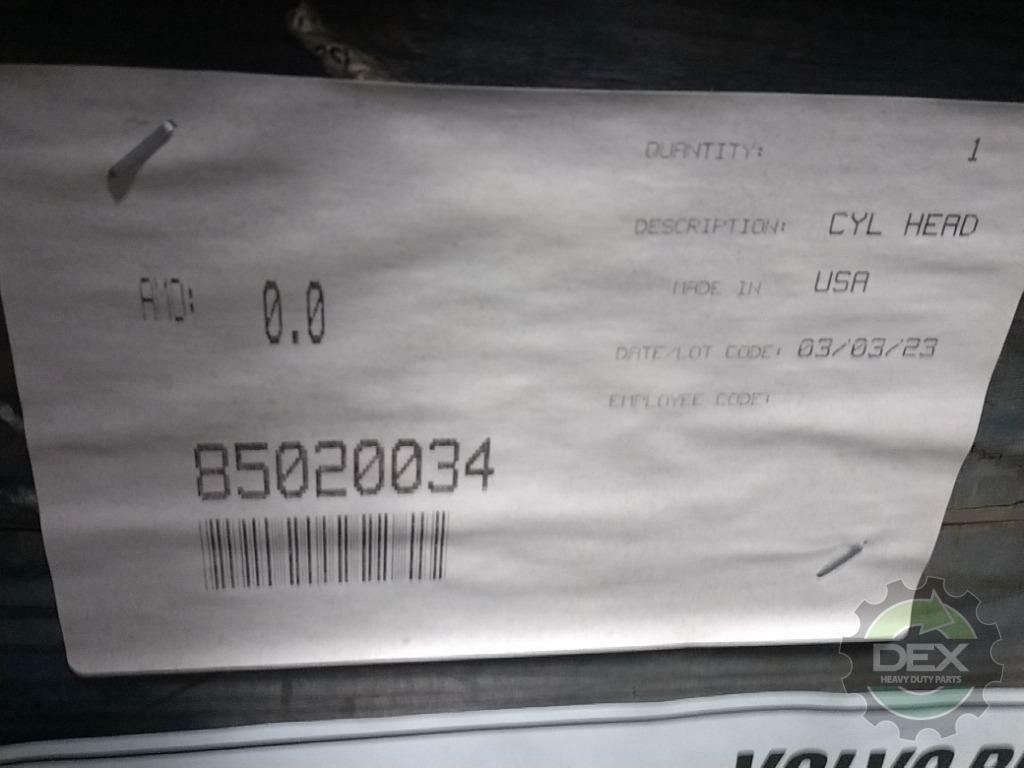 QUANTITY: 1
DESCRIPTION: CYL HEAD
MADE IN USA
DATE/LOT CODE: 03/03/23
EMPLOYEE CODE:
0.0
85020034
DEX
HEAVY DUTY PARTS
VOLVO